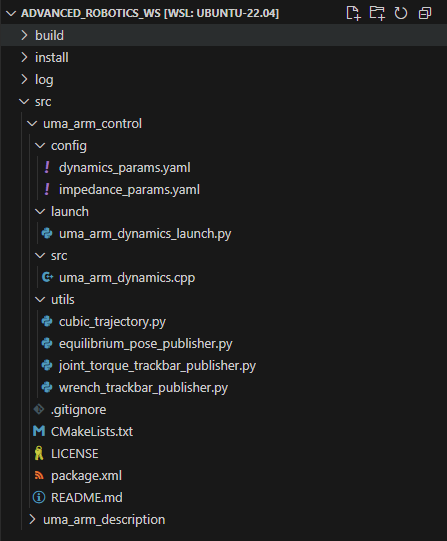 ADVANCED_ROBOTICS_WS [WSL: UBUNTU-22.04]
build
install
log
src
uma_arm_control
config
dynamics_params.yaml
impedance_params.yaml
launch
uma_arm_dynamics_launch.py
src
uma_arm_dynamics.cpp
utils
cubic_trajectory.py
equilibrium_pose_publisher.py
joint_torque_trackbar_publisher.py
wrench_trackbar_publisher.py
.gitignore
CMakeLists.txt
LICENSE
package.xml
README.md
uma_arm_description